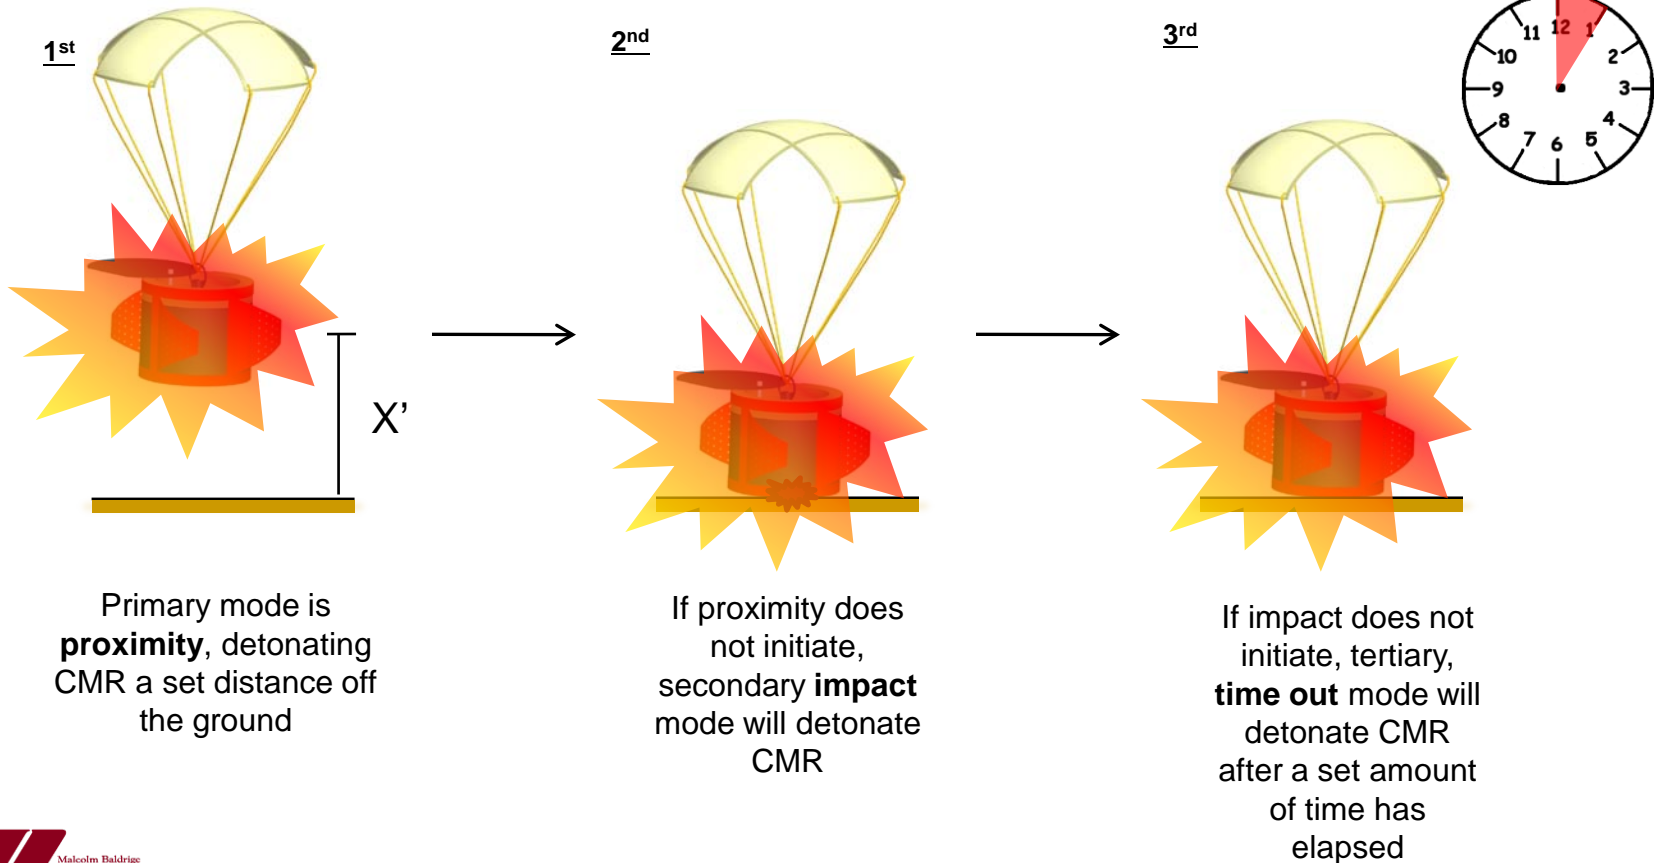 1st
2nd
3rd
11 12 1
10 2
9 3
8 4
7 6 5
X’
Primary mode is
proximity, detonating
CMR a set distance off
the ground
If proximity does
not initiate,
secondary impact
mode will detonate
CMR
If impact does not
initiate, tertiary,
time out mode will
detonate CMR
after a set amount
of time has
elapsed
Malcolm Baldrige